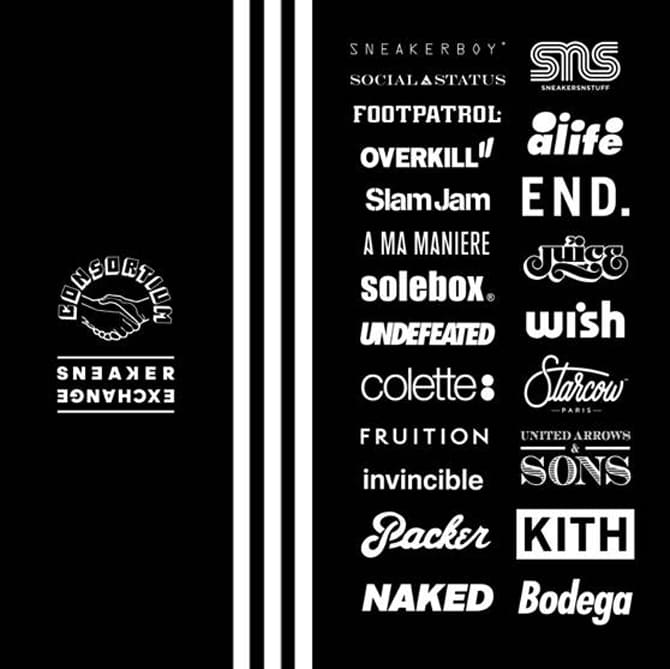 CONSORTIUM
SNEAKER
EXCHANGE
SNEAKERBOY
SOCIAL STATUS
FOOTPATROL
OVERKILL
Slam Jam
A MA MANIERE
solebox®
UNDEFEATED
colette:
FRUITION
invincible
Packer
NAKED
sns
SNEAKERSNSTUFF
alife
END.
Jüice
wish
Starcow
PARIS
UNITED ARROWS
&
SONS
KITH
Bodega